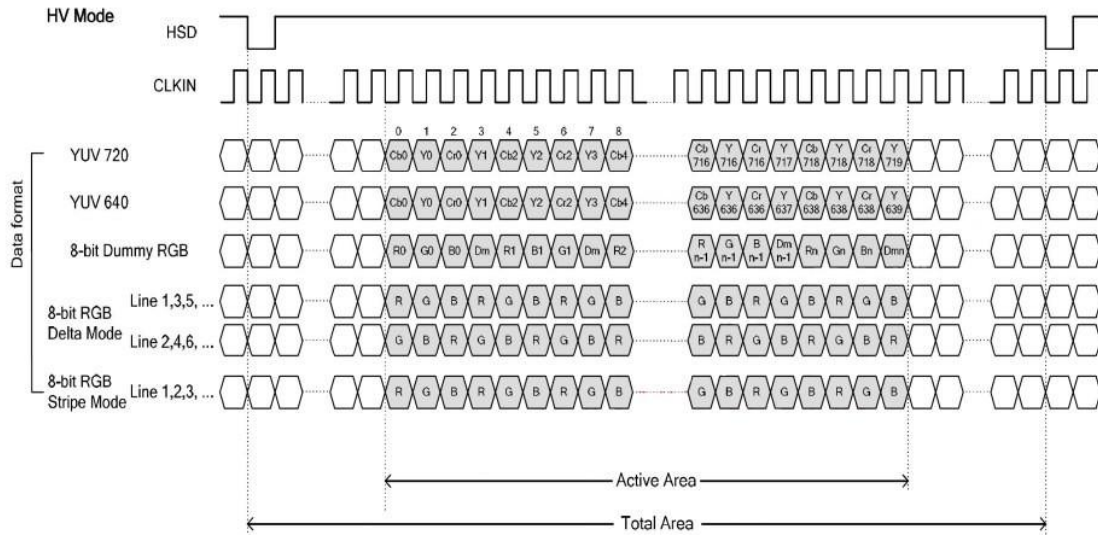 HV Mode
HSD
CLKIN
0 1 2 3 4 5 6 7 8
YUV 720 Cb0 Y0 Cr0 Y1 Cb2 Y2 Cr2 Y3 Cb4 Cb 716 Y 716 Cr 716 Y 717 Cb 718 Y 718 Cr 718 Y 719
YUV 640 Cb0 Y0 Cr0 Y1 Cb2 Y2 Cr2 Y3 Cb4 Cb 636 Y 636 Cr 636 Y 637 Cb 638 Y 638 Cr 638 Y 639
Data format
8-bit Dummy RGB R0 G0 B0 Dm R1 B1 G1 Dm R2 R n-1 G n-1 B n-1 Dm n-1 Rn Gn Bn Dmn
8-bit RGB Delta Mode
Line 1,3,5, ... R G B R G B R G B G B R G B R G B
Line 2,4,6, ... G B R G B R G B R B R G B R G B R
8-bit RGB Stripe Mode
Line 1,2,3, ... R G B R G B R G B G B R G B R G B
Active Area
Total Area